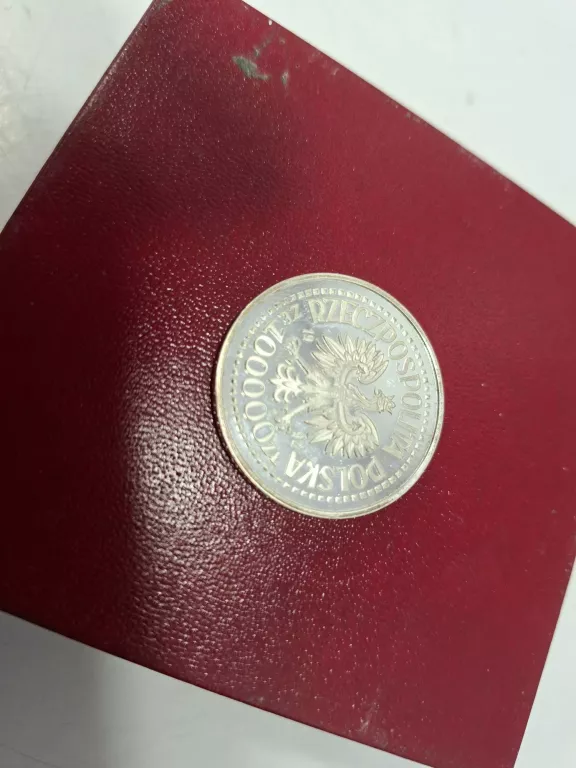 RZECZPOSPOLITA POLSKA
ZŁ 100000